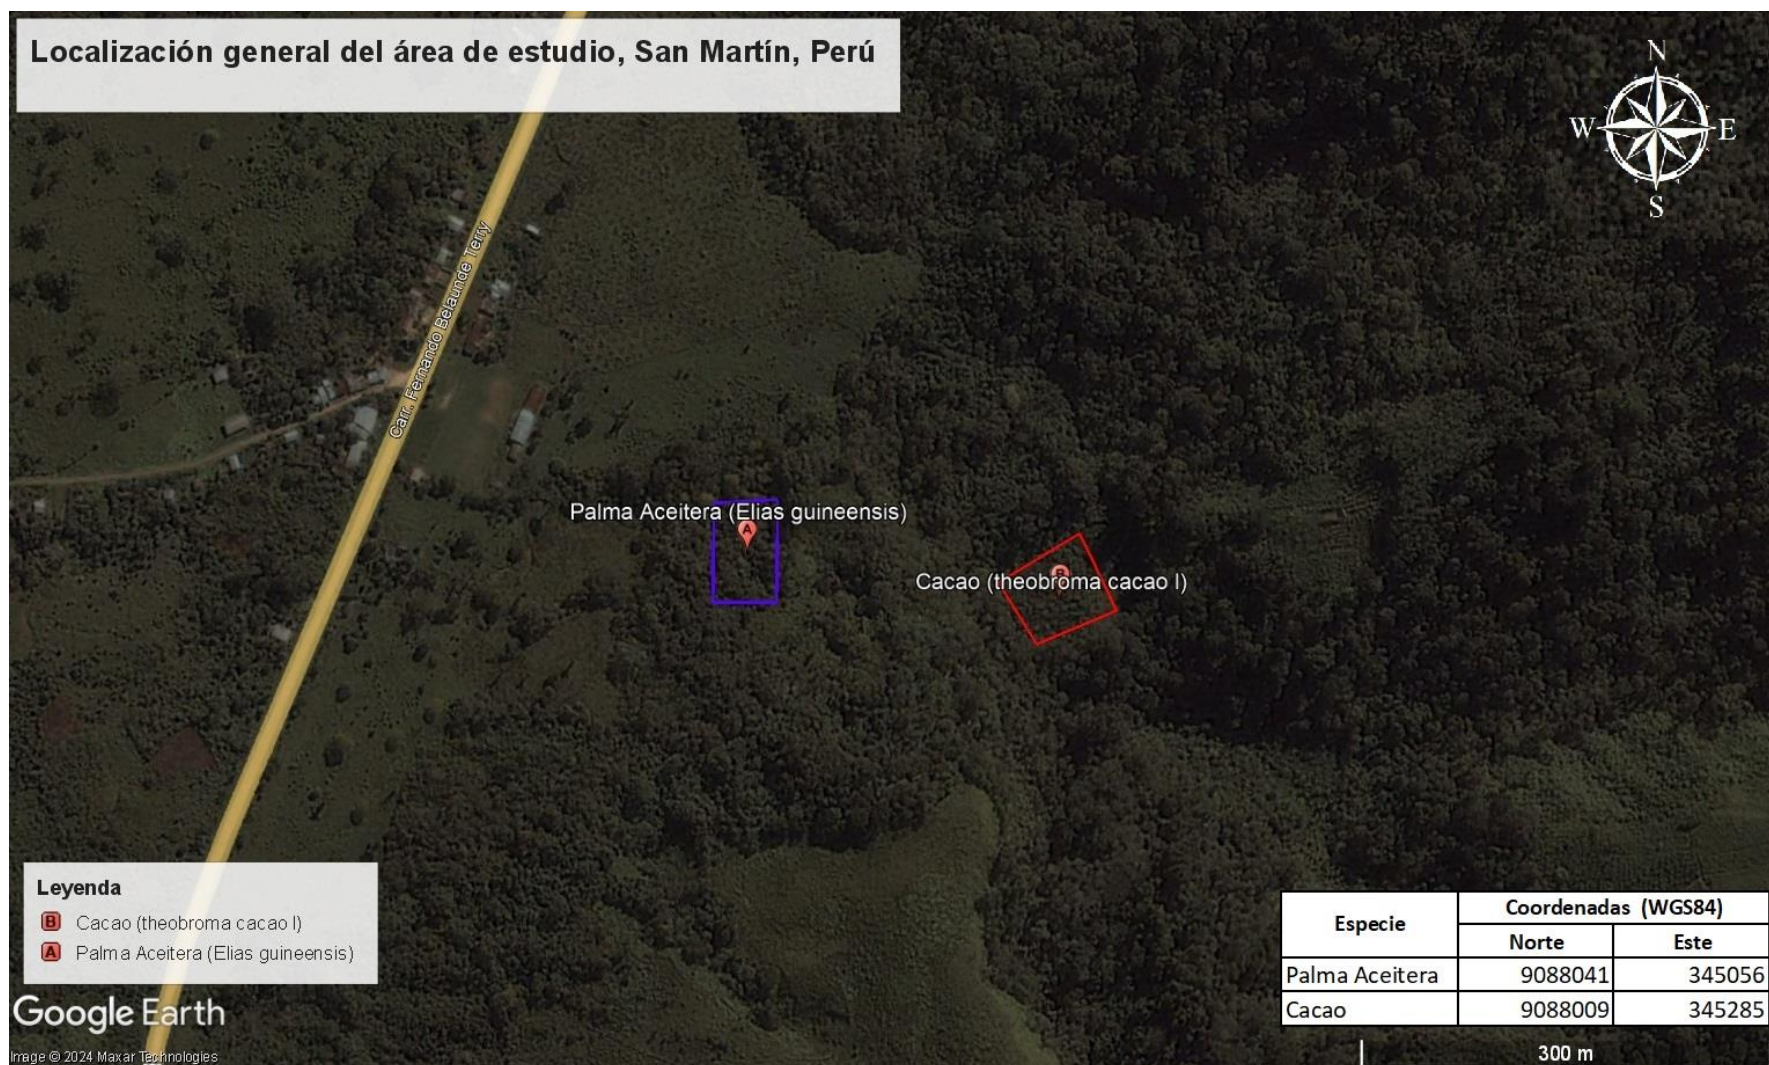 Localización general del área de estudio, San Martín, Perú
N
W
E
S
Carr. Fernando Belaunde Terry
Palma Aceitera (Elias guineensis)
A
B
Cacao (theobroma cacao l)
Leyenda
B Cacao (theobroma cacao l)
A Palma Aceitera (Elias guineensis)
Especie Coordenadas (WGS84)
Norte Este
Palma Aceitera 9088041 345056
Cacao 9088009 345285
Google Earth
Image © 2024 Maxar Technologies
300 m